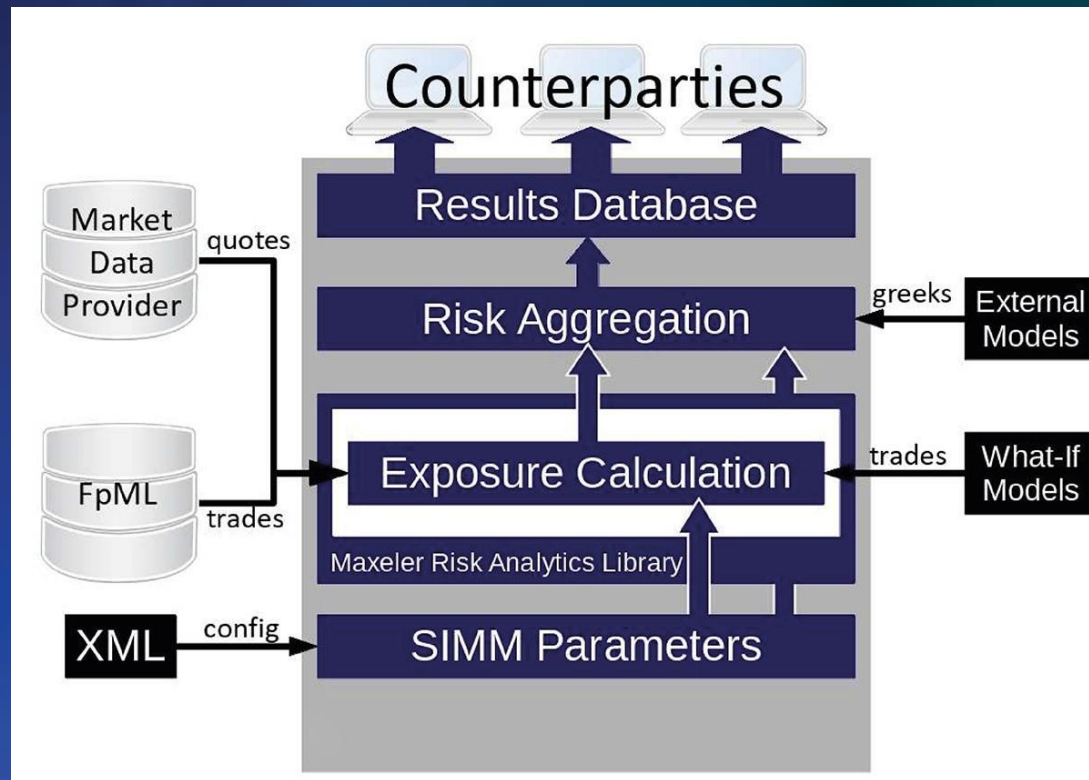 Counterparties
Results Database
Market
Data
Provider
quotes
Risk Aggregation
greeks
External
Models
FpML
trades
Exposure Calculation
trades
What-If
Models
Maxeler Risk Analytics Library
XML
config
SIMM Parameters